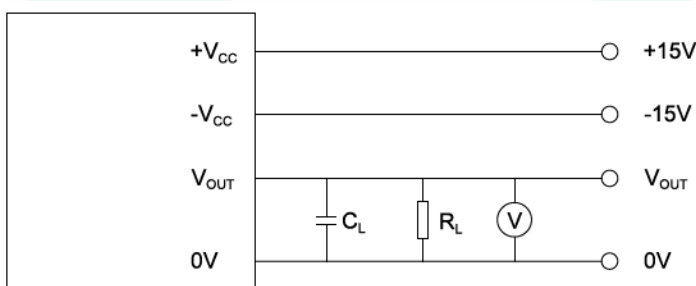 +VCC +15V
-VCC -15V
VOUT VOUT
CL RL V
0V 0V